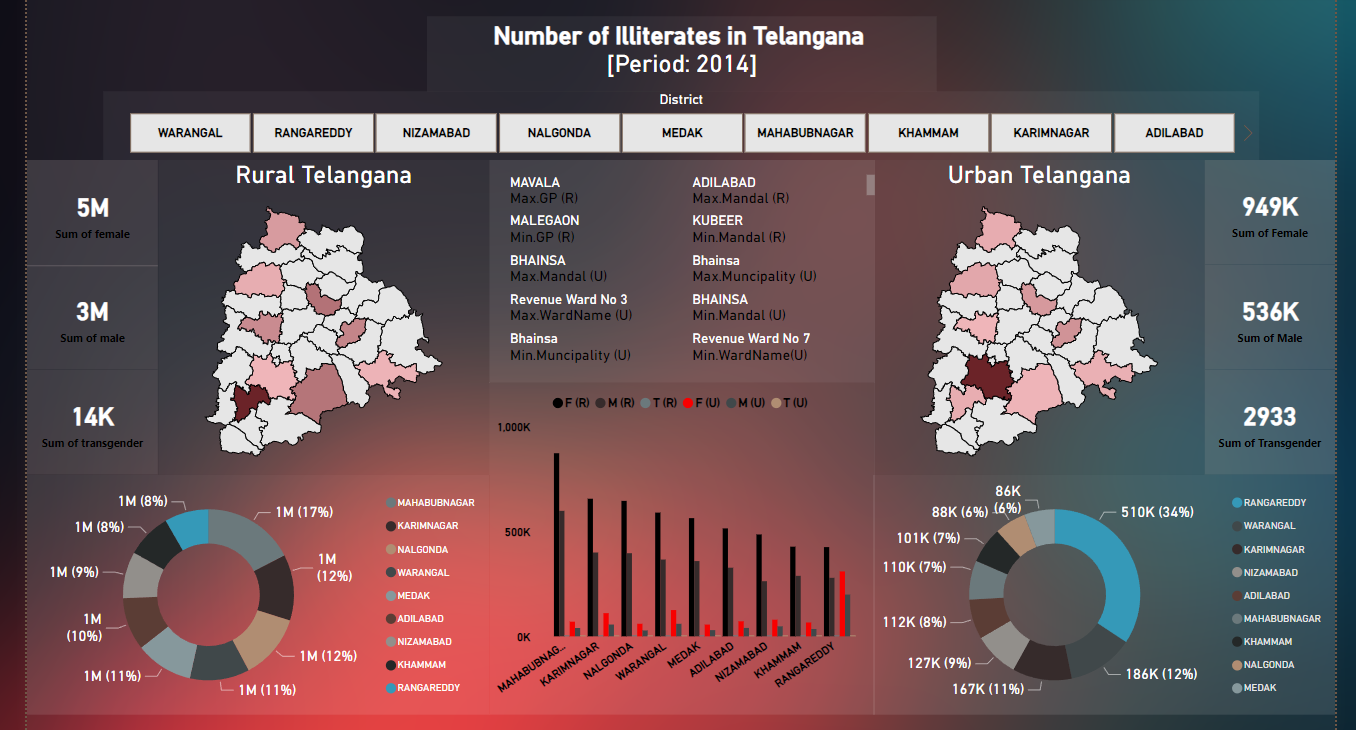 Number of Illiterates in Telangana
[Period: 2014]
District
WARANGAL
RANGAREDDY
NIZAMABAD
NALGONDA
MEDAK
MAHABUBNAGAR
KHAMMAM
KARIMNAGAR
ADILABAD
Rural Telangana
5M
Sum of female
3M
Sum of male
14K
Sum of transgender
MAVALA
Max.GP (R)
ADILABAD
Max.Mandal (R)
MALEGAON
Min.GP (R)
KUBEER
Min.Mandal (R)
BHAINSA
Max.Mandal (U)
Bhainsa
Max.Muncipality (U)
Revenue Ward No 3
Max.WardName (U)
BHAINSA
Min.Mandal (U)
Bhainsa
Min.Muncipality (U)
Revenue Ward No 7
Min.WardName(U)
Urban Telangana
949K
Sum of Female
536K
Sum of Male
2933
Sum of Transgender
1M (8%)
1M (17%)
1M (8%)
1M
(12%)
1M (9%)
1M
(10%)
1M (12%)
1M (11%)
1M (11%)
MAHABUBNAGAR
KARIMNAGAR
NALGONDA
WARANGAL
MEDAK
ADILABAD
NIZAMABAD
KHAMMAM
RANGAREDDY
F (R)
M (R)
T (R)
F (U)
M (U)
T (U)
1,000K
500K
0K
MAHABUBNAG...
KARIMNAGAR
NALGONDA
WARANGAL
MEDAK
ADILABAD
NIZAMABAD
KHAMMAM
RANGAREDDY
86K
(6%)
88K (6%)
510K (34%)
101K (7%)
110K (7%)
112K (8%)
127K (9%)
186K (12%)
167K (11%)
RANGAREDDY
WARANGAL
KARIMNAGAR
NIZAMABAD
ADILABAD
MAHABUBNAGAR
KHAMMAM
NALGONDA
MEDAK